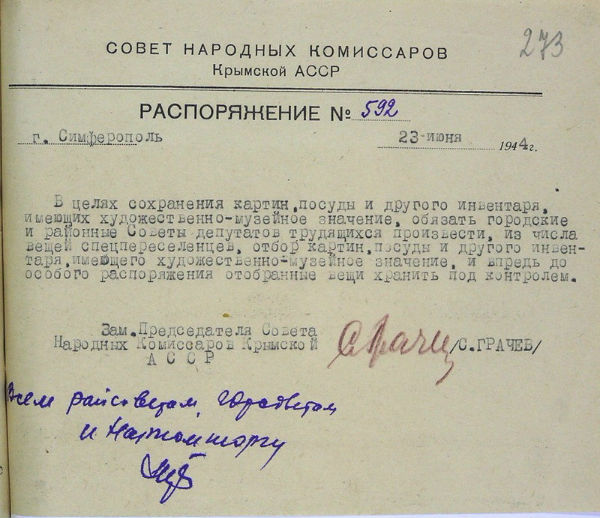 273
СОВЕТ НАРОДНЫХ КОМИССАРОВ
Крымской АССР
РАСПОРЯЖЕНИЕ № 592
г. Симферополь 23 июня 1944г.
В целях сохранения картин,посуды и другого инвентаря,
имеющих художественно-музейное значение, обязать городские
и районные Советы депутатов трудящихся произвести, из числа
вещей спецпереселенцев, отбор картин,посуды и другого инвен-
таря,имеющего художественно-музейное значение, и впредь до
особого распоряжения отобранные вещи хранить под контролем.
Зам.Председателя Совета
Народных Комиссаров Крымской
АССР
/С.ГРАЧЕВ/
Всем райсоветам, горсоветам
и Наркомторгу